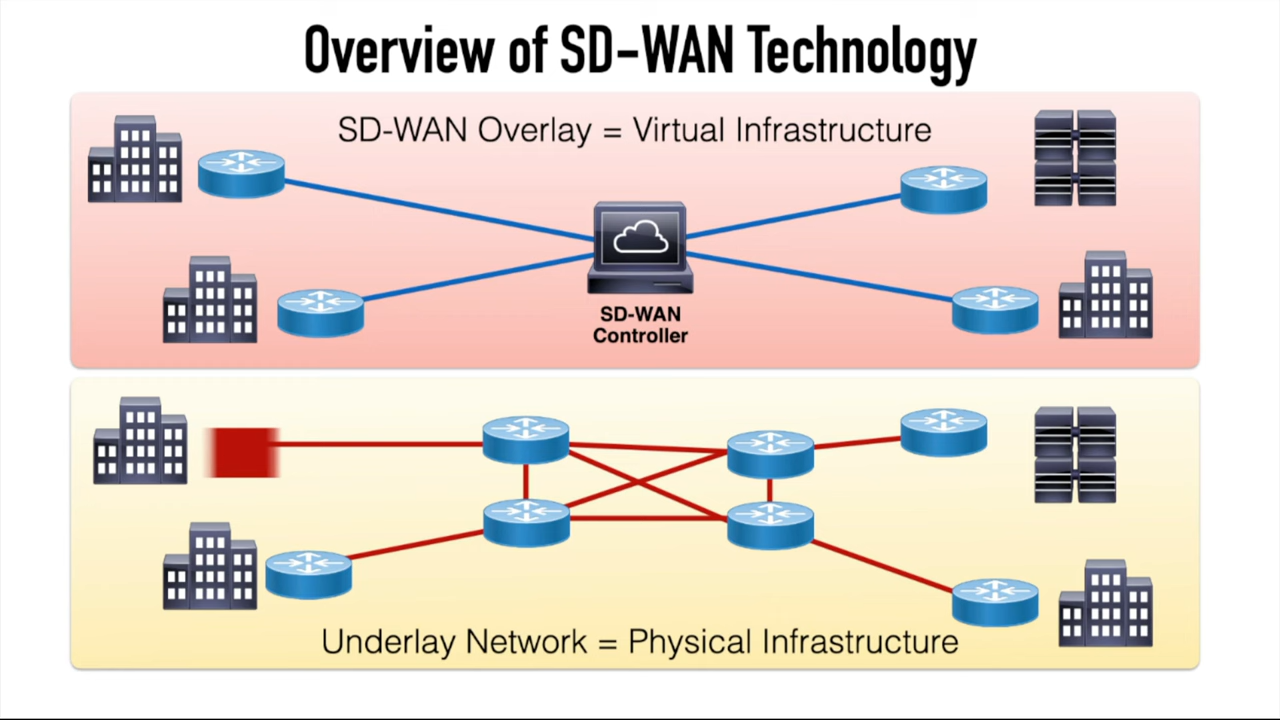 Overview of SD-WAN Technology
SD-WAN Overlay = Virtual Infrastructure
SD-WAN
Controller
Underlay Network = Physical Infrastructure